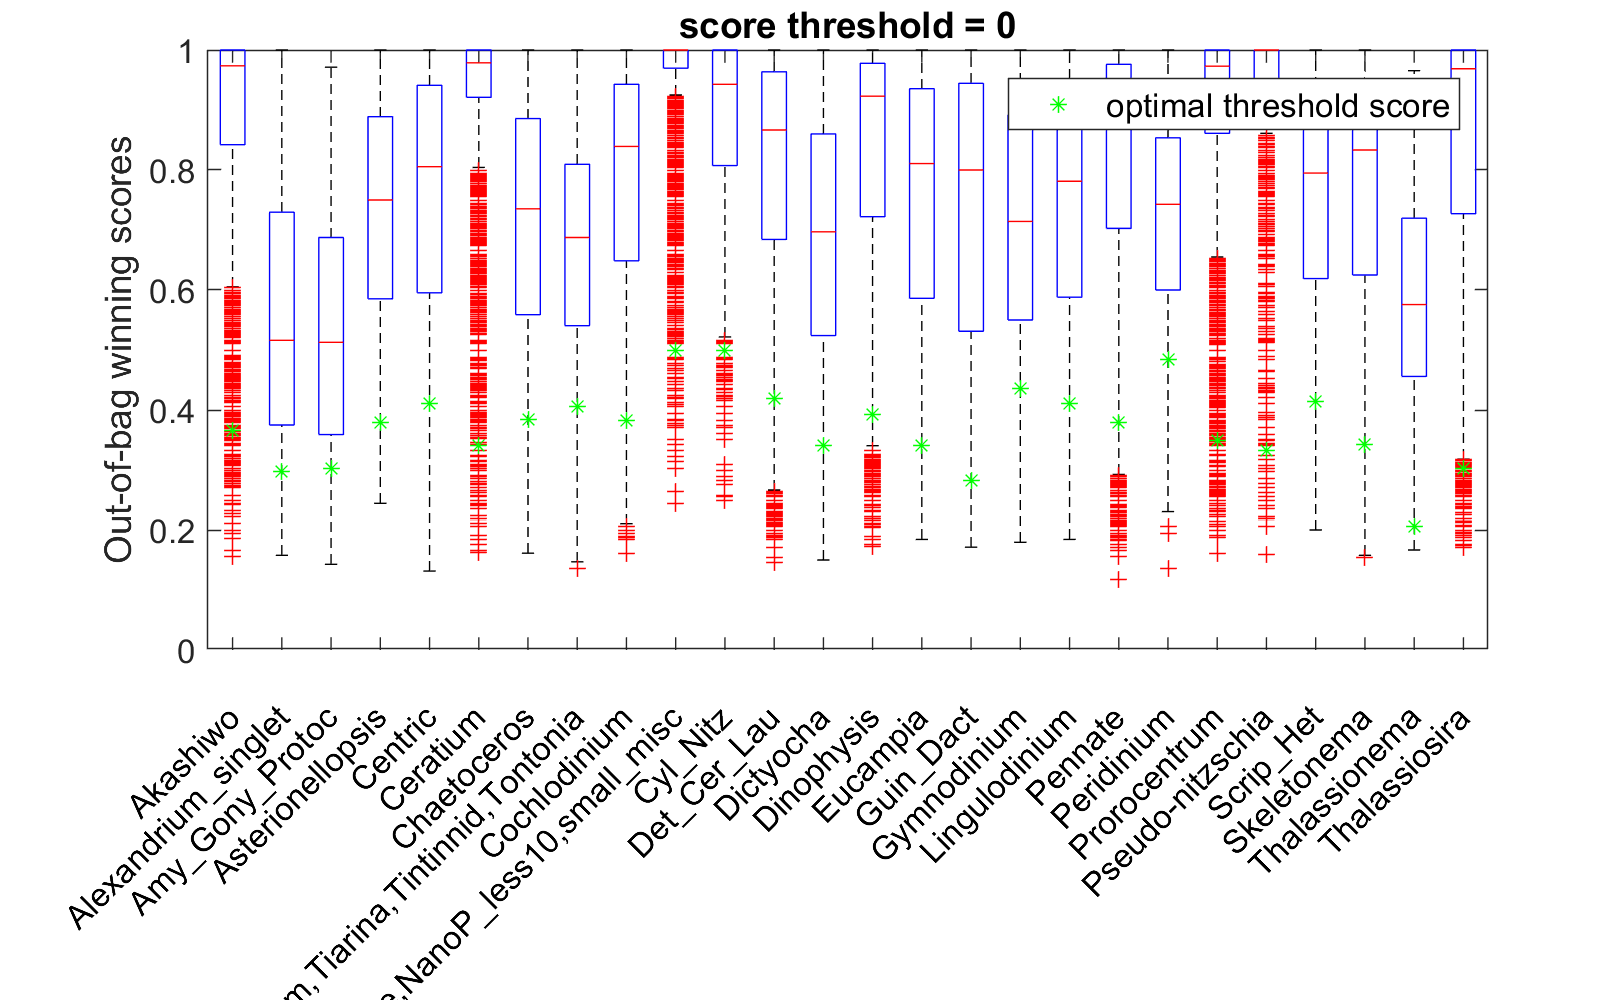 score threshold = 0
optimal threshold score
Out-of-bag winning scores
1
0.8
0.6
0.4
0.2
0
Akashiwo
Alexandrium_singlet
Amy_Gony_Protoc
Asterionellopsis
Centric
Ceratium
Chaetoceros
m, Tiarina, Tintinnid, Tontonia
Cochlodinium
e,NanoP_less10,small_misc
Cyl_Nitz
Det_Cer_Lau
Dictyocha
Dinophysis
Eucampia
Guin_Dact
Gymnodinium
Lingulodinium
Pennate
Peridinium
Prorocentrum
Pseudo-nitzschia
Scrip_Het
Skeletonema
Thalassionema
Thalassiosira